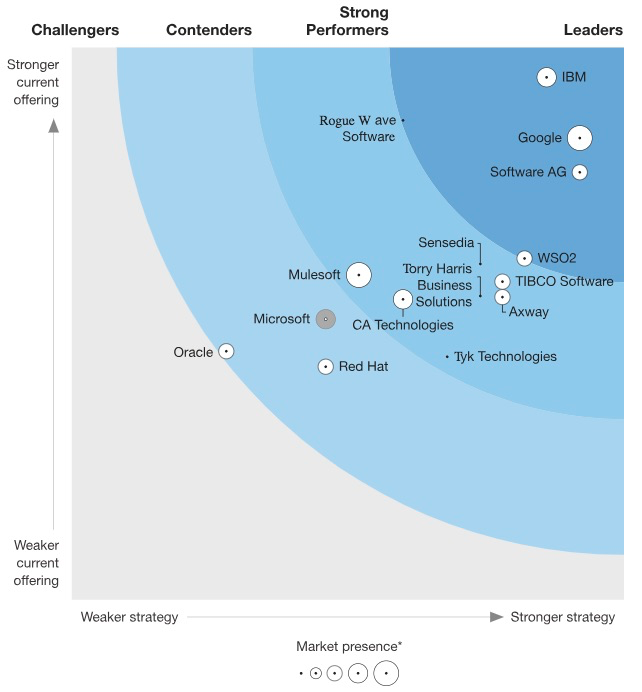 Challengers
Contenders
Strong
Performers
Leaders
Stronger
current
offering
IBM
Rogue W ave
Software
Google
Software AG
Sensedia
WSO2
Torry Harris
Business
Solutions
Mulesoft
TIBCO Software
Axway
Microsoft
CA Technologies
Oracle
Tyk Technologies
Red Hat
Weaker
current
offering
Weaker strategy
Stronger strategy
Market presence*